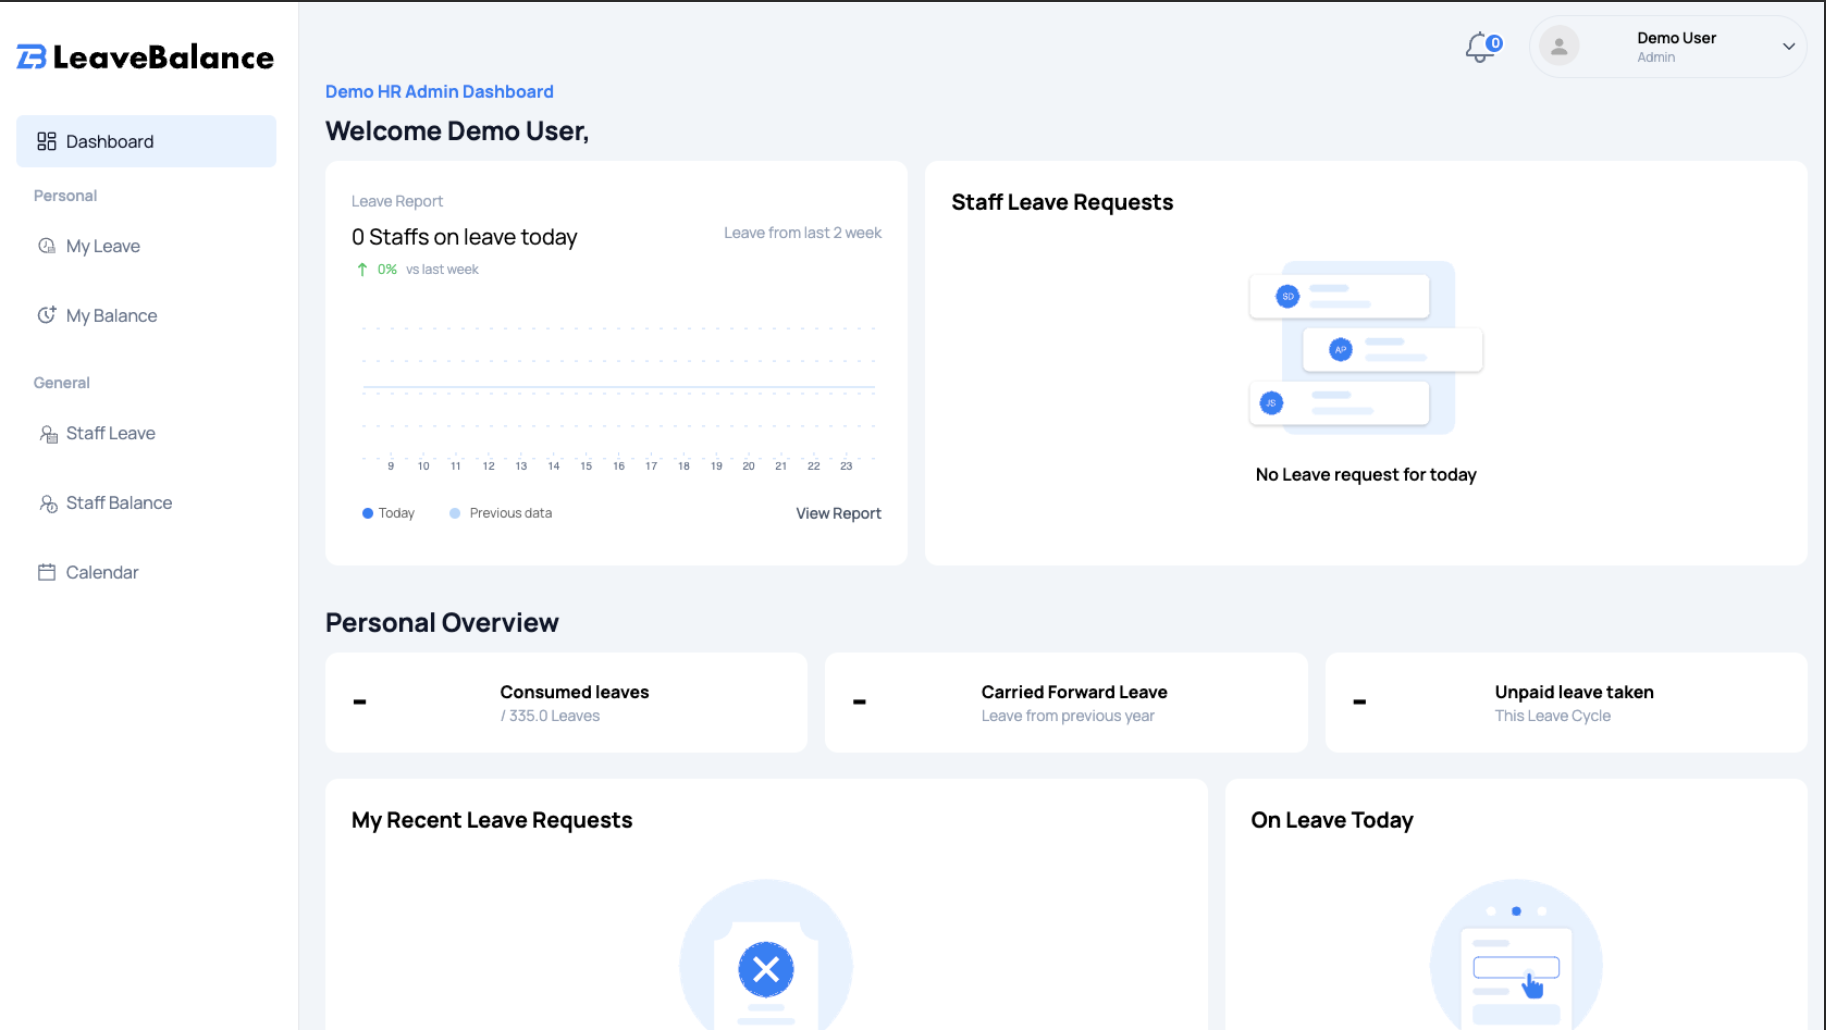 LeaveBalance
Dashboard
Personal
My Leave
My Balance
General
Staff Leave
Staff Balance
Calendar
0
Demo User
Admin
Demo HR Admin Dashboard
Welcome Demo User,
Leave Report
0 Staffs on leave today
Leave from last 2 week
0% vs last week
9 10 11 12 13 14 15 16 17 18 19 20 21 22 23
Today
Previous data
View Report
Staff Leave Requests
SD
AP
JS
No Leave request for today
Personal Overview
-
Consumed leaves
/ 335.0 Leaves
-
Carried Forward Leave
Leave from previous year
-
Unpaid leave taken
This Leave Cycle
My Recent Leave Requests
On Leave Today